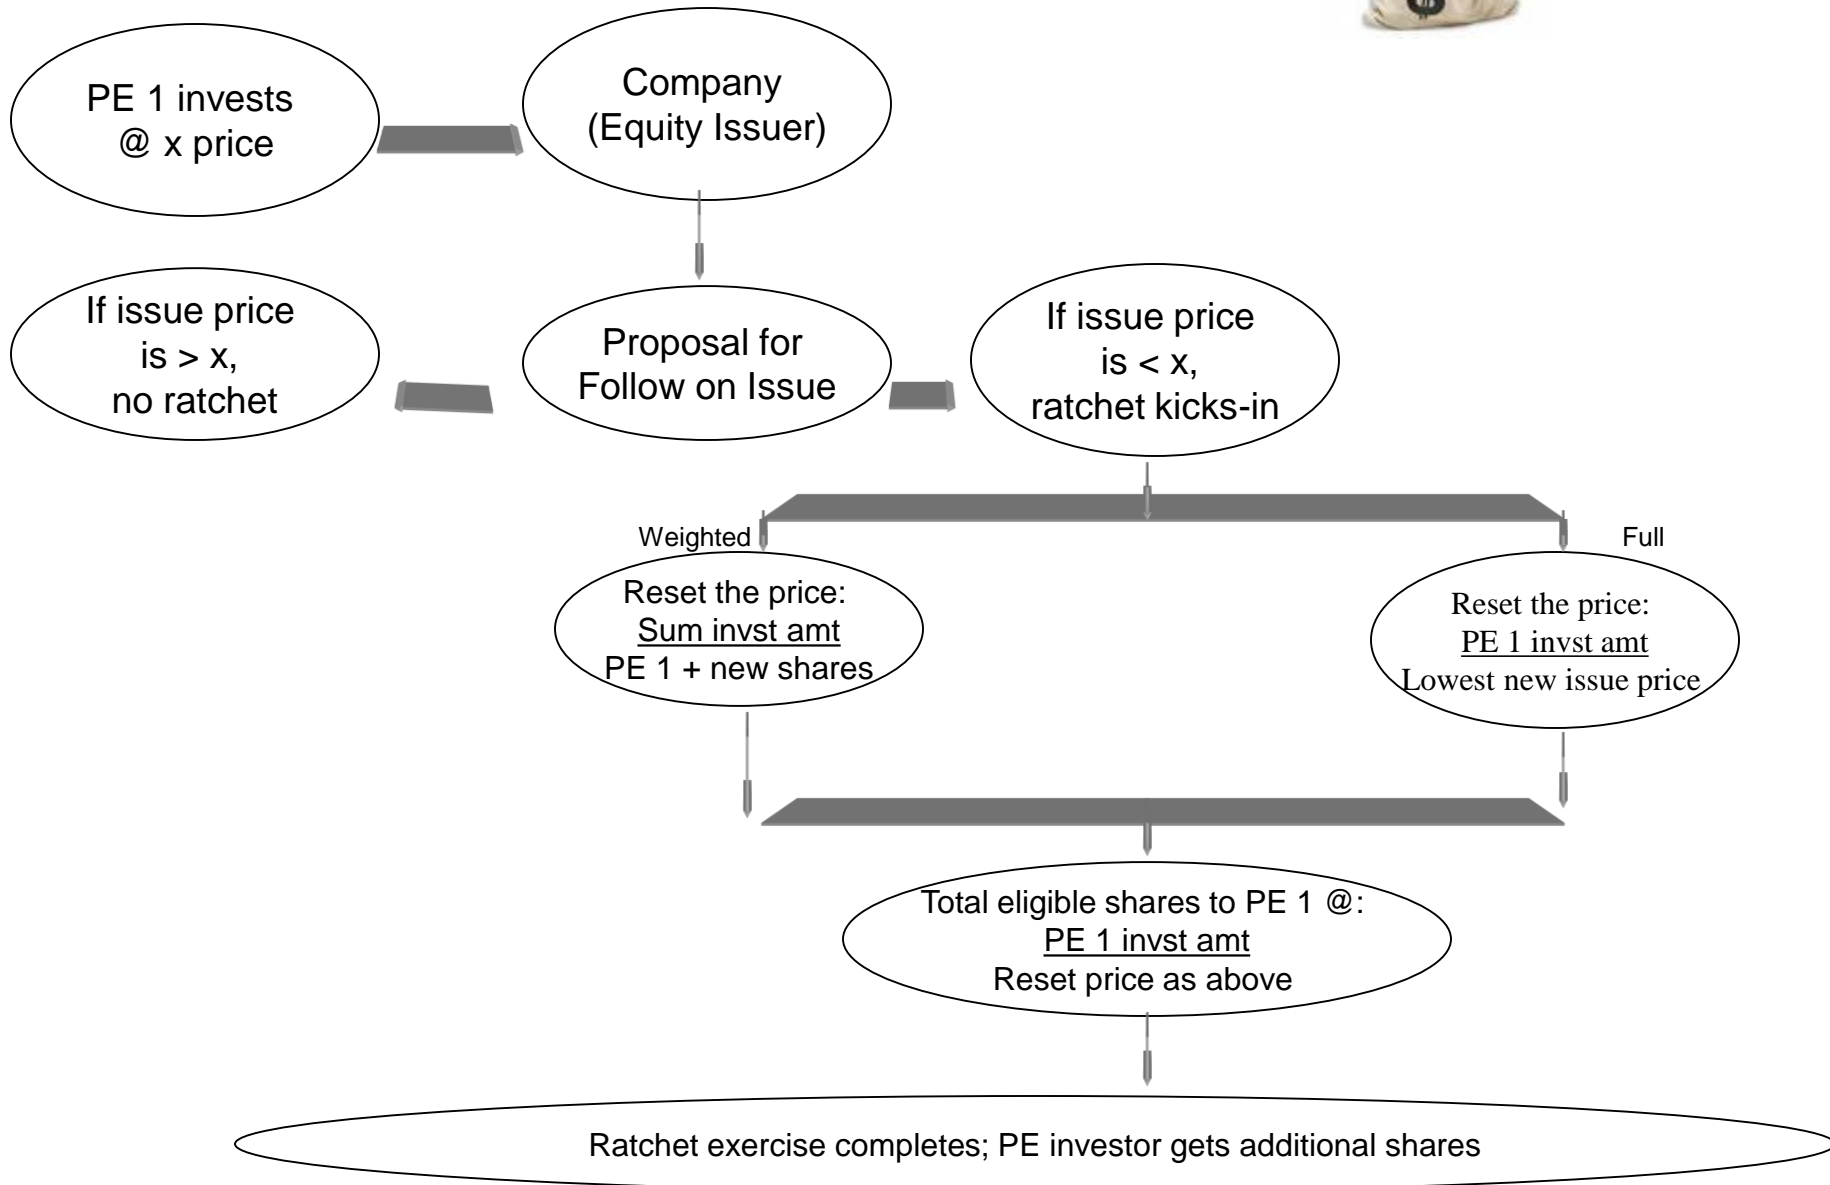 $
PE 1 invests
@ x price
Company
(Equity Issuer)
If issue price
is > x,
no ratchet
Proposal for
Follow on Issue
If issue price
is < x,
ratchet kicks-in
Weighted
Full
Reset the price:
Sum invst amt
PE 1 + new shares
Reset the price:
PE 1 invst amt
Lowest new issue price
Total eligible shares to PE 1 @:
PE 1 invst amt
Reset price as above
Ratchet exercise completes; PE investor gets additional shares